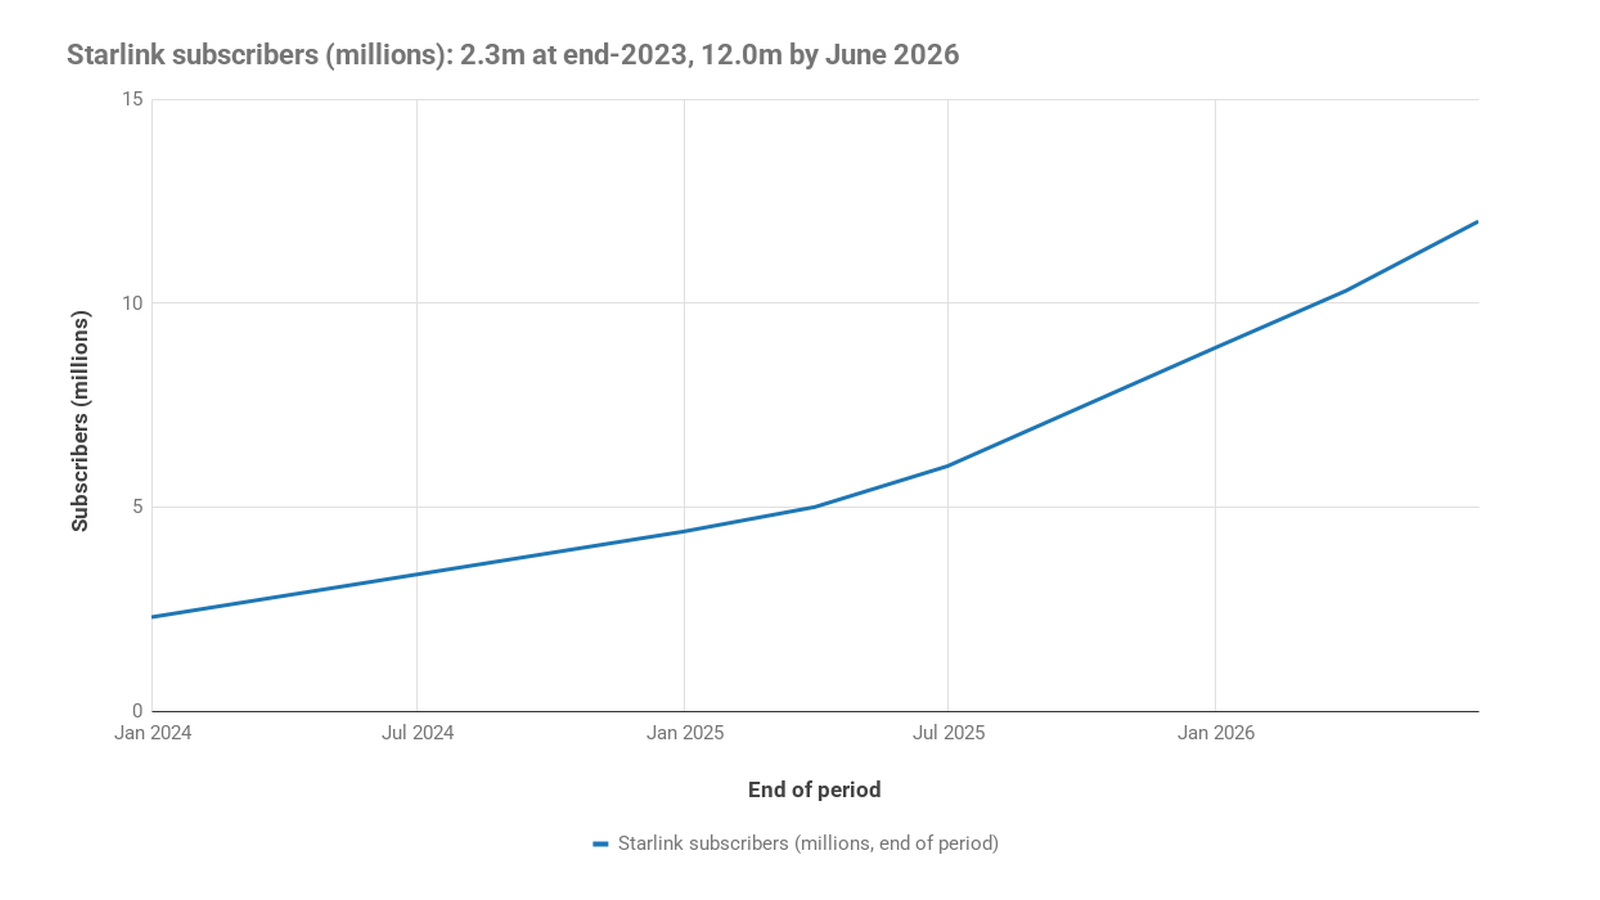 Starlink subscribers (millions): 2.3m at end-2023, 12.0m by June 2026
15
10
5
0
Subscribers (millions)
Jan 2024
Jul 2024
Jan 2025
Jul 2025
Jan 2026
End of period
Starlink subscribers (millions, end of period)